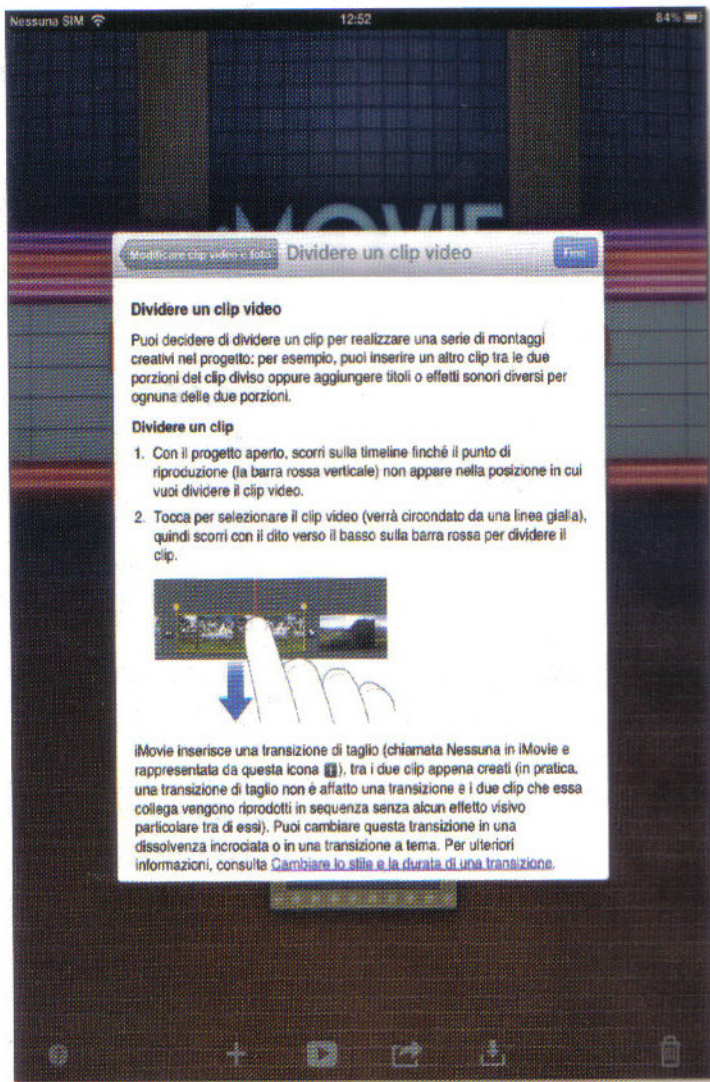 Nessuna SIM 12:52 84%
iMOVIE
Modificare clip video e foto Dividere un clip video Fine
Dividere un clip video
Puoi decidere di dividere un clip per realizzare una serie di montaggi
creativi nel progetto: per esempio, puoi inserire un altro clip tra le due
porzioni del clip diviso oppure aggiungere titoli o effetti sonori diversi per
ognuna delle due porzioni.
Dividere un clip
1. Con il progetto aperto, scorri sulla timeline finché il punto di
riproduzione (la barra rossa verticale) non appare nella posizione in cui
vuoi dividere il clip video.
2. Tocca per selezionare il clip video (verrà circondato da una linea gialla),
quindi scorri con il dito verso il basso sulla barra rossa per dividere il
clip.
iMovie inserisce una transizione di taglio (chiamata Nessuna in iMovie e
rappresentata da questa icona ), tra i due clip appena creati (in pratica,
una transizione di taglio non è affatto una transizione e i due clip che essa
collega vengono riprodotti in sequenza senza alcun effetto visivo
particolare tra di essi). Puoi cambiare questa transizione in una
dissolvenza incrociata o in una transizione a tema. Per ulteriori
informazioni, consulta Cambiare lo stile e la durata di una transizione.